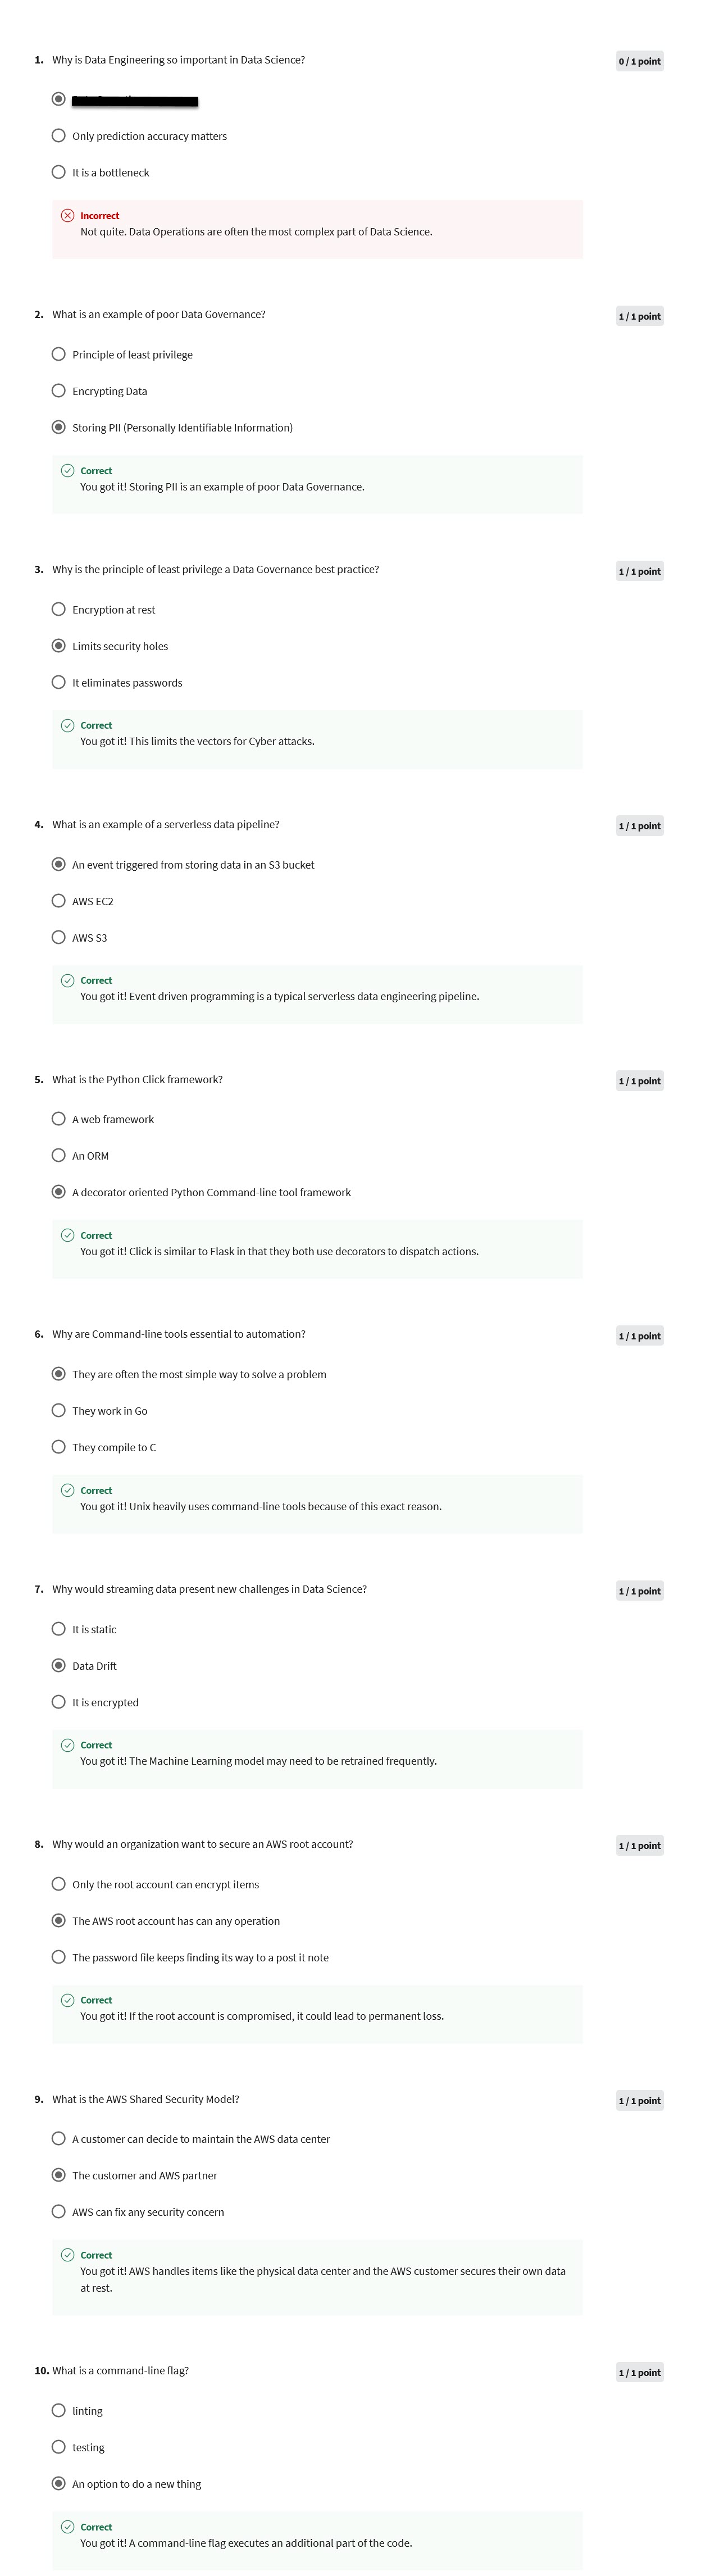 1. Why is Data Engineering so important in Data Science?
0 / 1 point
Only prediction accuracy matters
It is a bottleneck
Incorrect
Not quite. Data Operations are often the most complex part of Data Science.
2. What is an example of poor Data Governance?
1 / 1 point
Principle of least privilege
Encrypting Data
Storing PII (Personally Identifiable Information)
Correct
You got it! Storing PII is an example of poor Data Governance.
3. Why is the principle of least privilege a Data Governance best practice?
1 / 1 point
Encryption at rest
Limits security holes
It eliminates passwords
Correct
You got it! This limits the vectors for Cyber attacks.
4. What is an example of a serverless data pipeline?
1 / 1 point
An event triggered from storing data in an S3 bucket
AWS EC2
AWS S3
Correct
You got it! Event driven programming is a typical serverless data engineering pipeline.
5. What is the Python Click framework?
1 / 1 point
A web framework
An ORM
A decorator oriented Python Command-line tool framework
Correct
You got it! Click is similar to Flask in that they both use decorators to dispatch actions.
6. Why are Command-line tools essential to automation?
1 / 1 point
They are often the most simple way to solve a problem
They work in Go
They compile to C
Correct
You got it! Unix heavily uses command-line tools because of this exact reason.
7. Why would streaming data present new challenges in Data Science?
1 / 1 point
It is static
Data Drift
It is encrypted
Correct
You got it! The Machine Learning model may need to be retrained frequently.
8. Why would an organization want to secure an AWS root account?
1 / 1 point
Only the root account can encrypt items
The AWS root account has can any operation
The password file keeps finding its way to a post it note
Correct
You got it! If the root account is compromised, it could lead to permanent loss.
9. What is the AWS Shared Security Model?
1 / 1 point
A customer can decide to maintain the AWS data center
The customer and AWS partner
AWS can fix any security concern
Correct
You got it! AWS handles items like the physical data center and the AWS customer secures their own data
at rest.
10. What is a command-line flag?
1 / 1 point
linting
testing
An option to do a new thing
Correct
You got it! A command-line flag executes an additional part of the code.